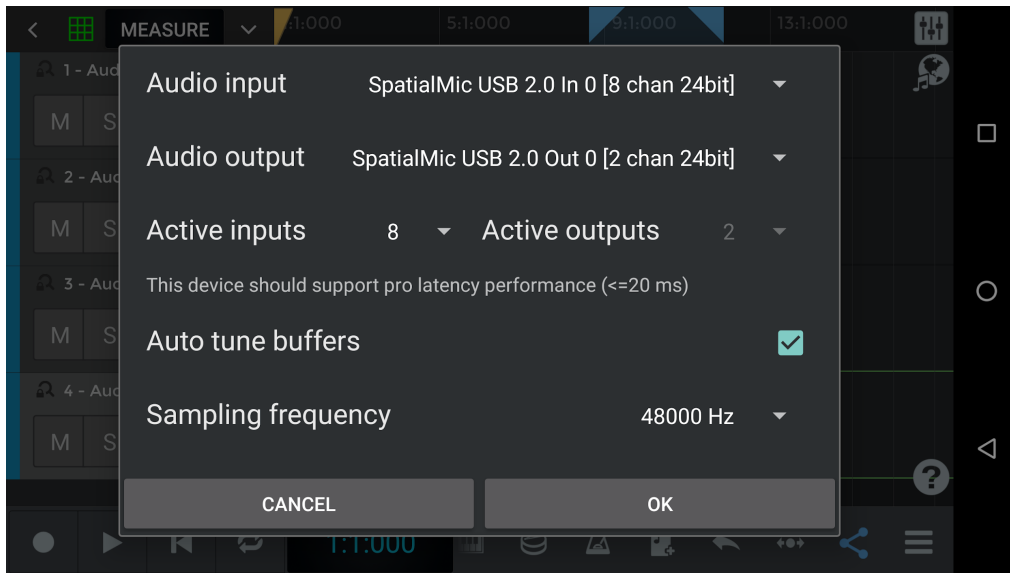 MEASURE
:1:000
5:1:000
9:1:000
13:1:000
1 - Aud
M S
2 - Aud
M S
3 - Aud
M S
4 - Aud
M S
Audio input SpatialMic USB 2.0 In 0 [8 chan 24bit]
Audio output SpatialMic USB 2.0 Out 0 [2 chan 24bit]
Active inputs 8 Active outputs 2
This device should support pro latency performance (<=20 ms)
Auto tune buffers
Sampling frequency 48000 Hz
CANCEL OK
?
1:1:000